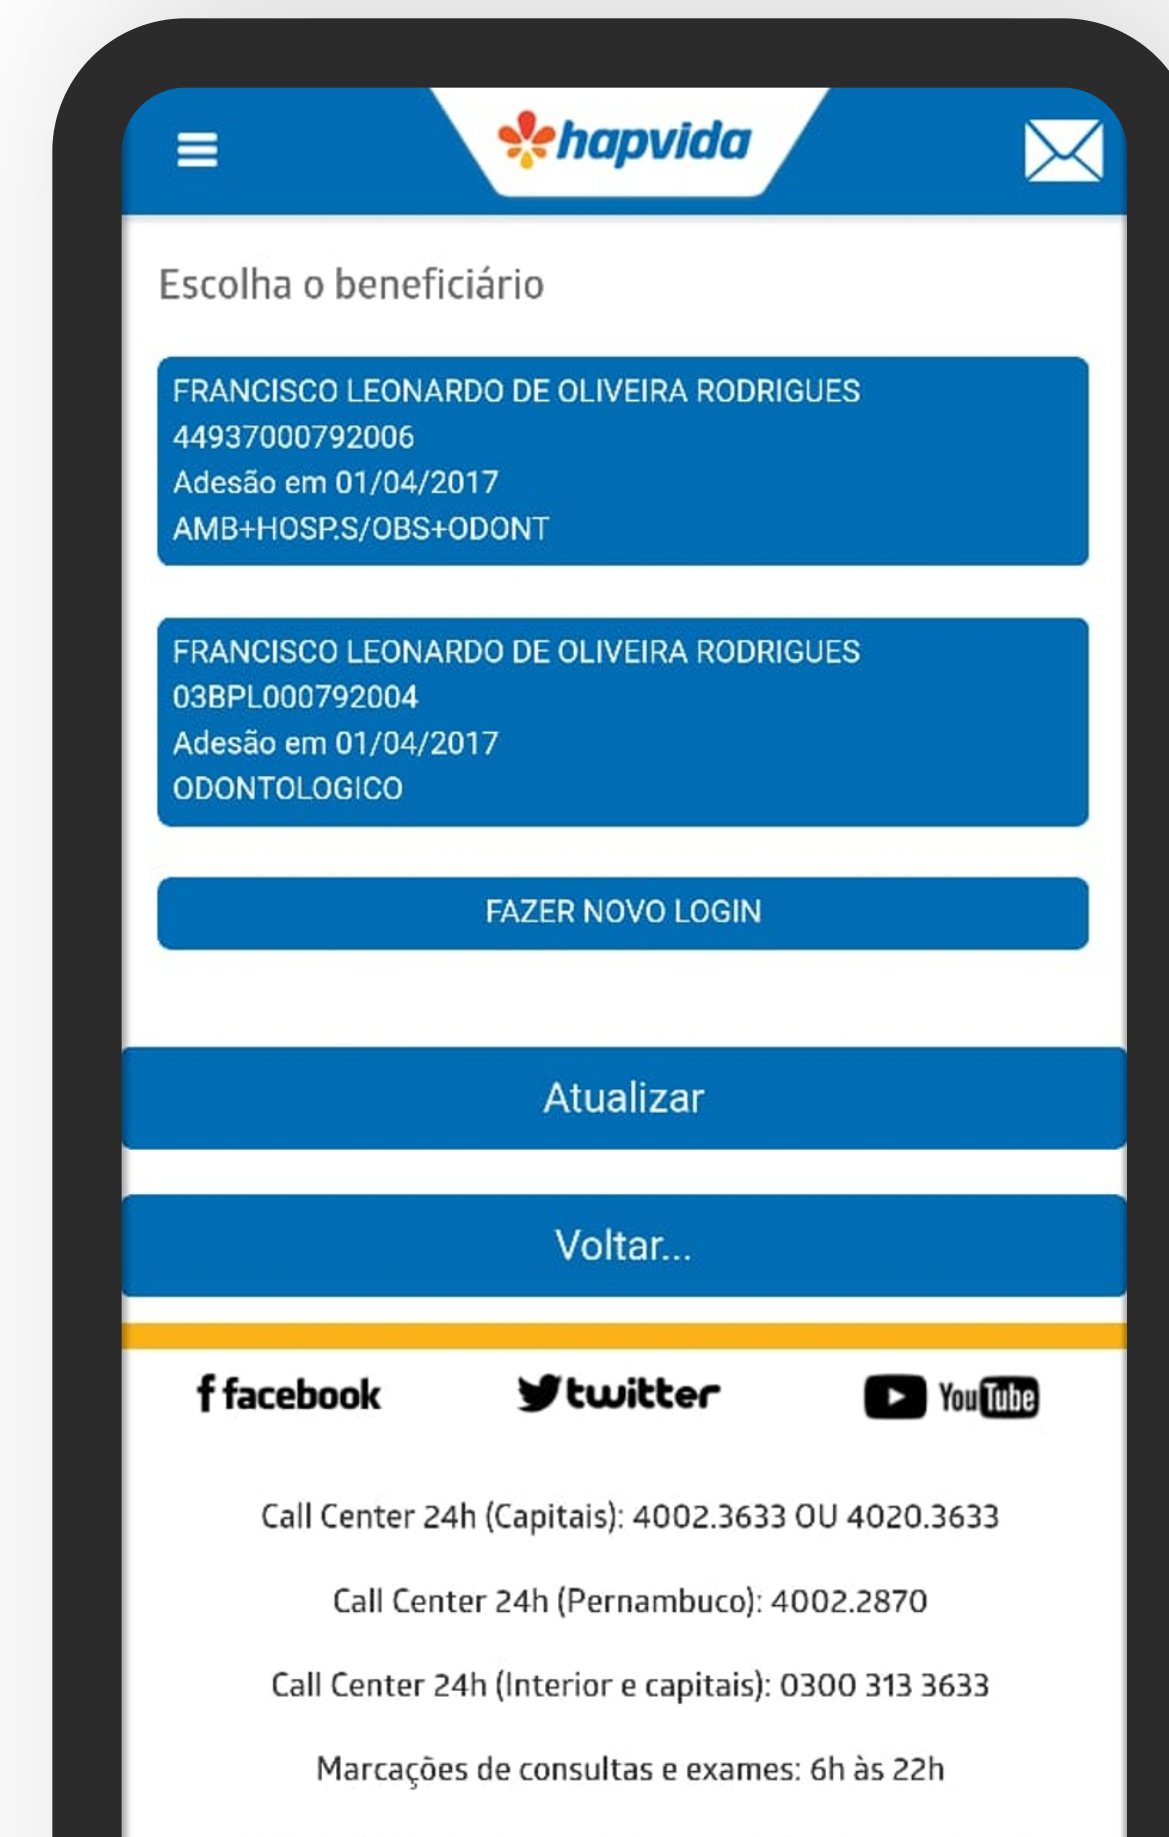 hapvida
Escolha o beneficiário
FRANCISCO LEONARDO DE OLIVEIRA RODRIGUES
44937000792006
Adesão em 01/04/2017
AMB+HOSP.S/OBS+ODONT
FRANCISCO LEONARDO DE OLIVEIRA RODRIGUES
03BPL000792004
Adesão em 01/04/2017
ODONTOLOGICO
FAZER NOVO LOGIN
Atualizar
Voltar...
f facebook twitter YouTube
Call Center 24h (Capitais): 4002.3633 OU 4020.3633
Call Center 24h (Pernambuco): 4002.2870
Call Center 24h (Interior e capitais): 0300 313 3633
Marcações de consultas e exames: 6h às 22h